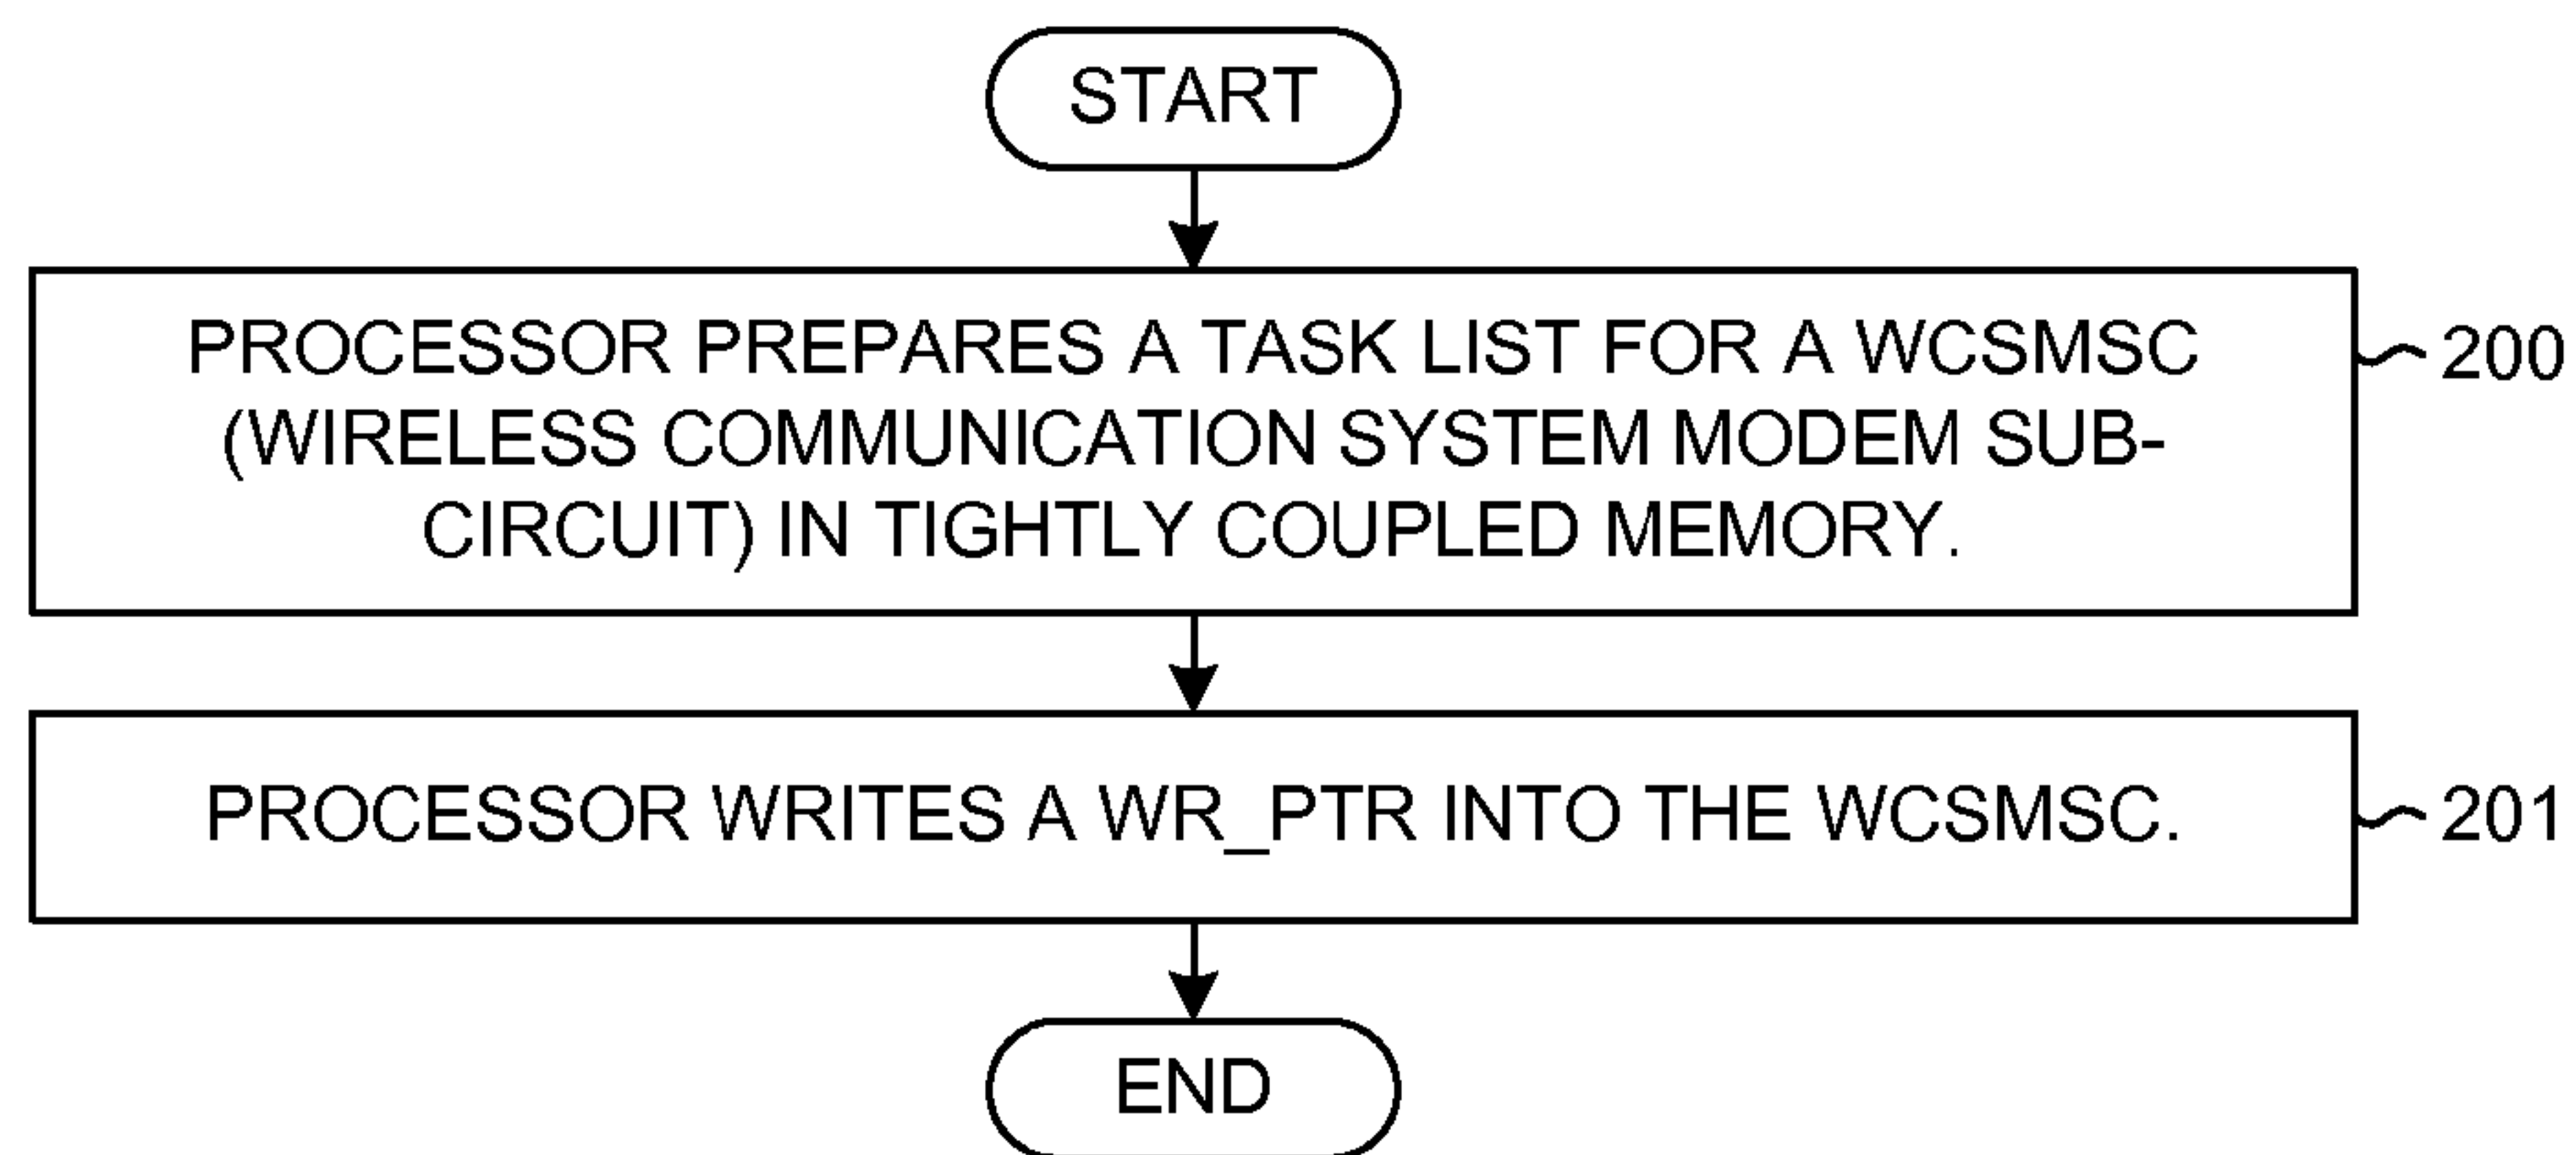 START
PROCESSOR PREPARES A TASK LIST FOR A WCSMSC
(WIRELESS COMMUNICATION SYSTEM MODEM SUB-
CIRCUIT) IN TIGHTLY COUPLED MEMORY.
200
PROCESSOR WRITES A WR_PTR INTO THE WCSMSC.
201
END